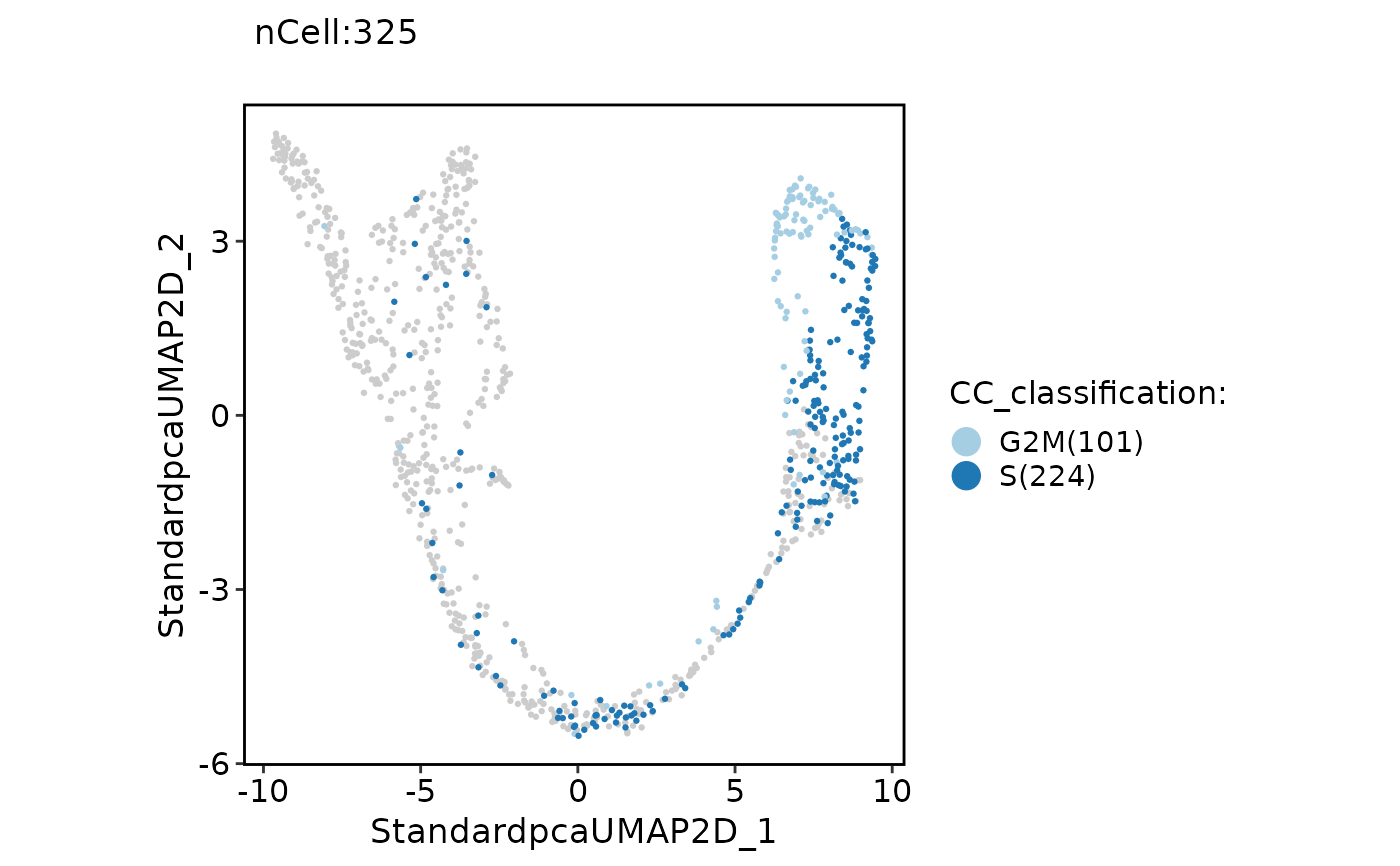 nCell:325
StandardpcaUMAP2D_2
3
0
-3
-6
-10
-5
0
5
10
StandardpcaUMAP2D_1
CC_classification:
G2M(101)
S(224)